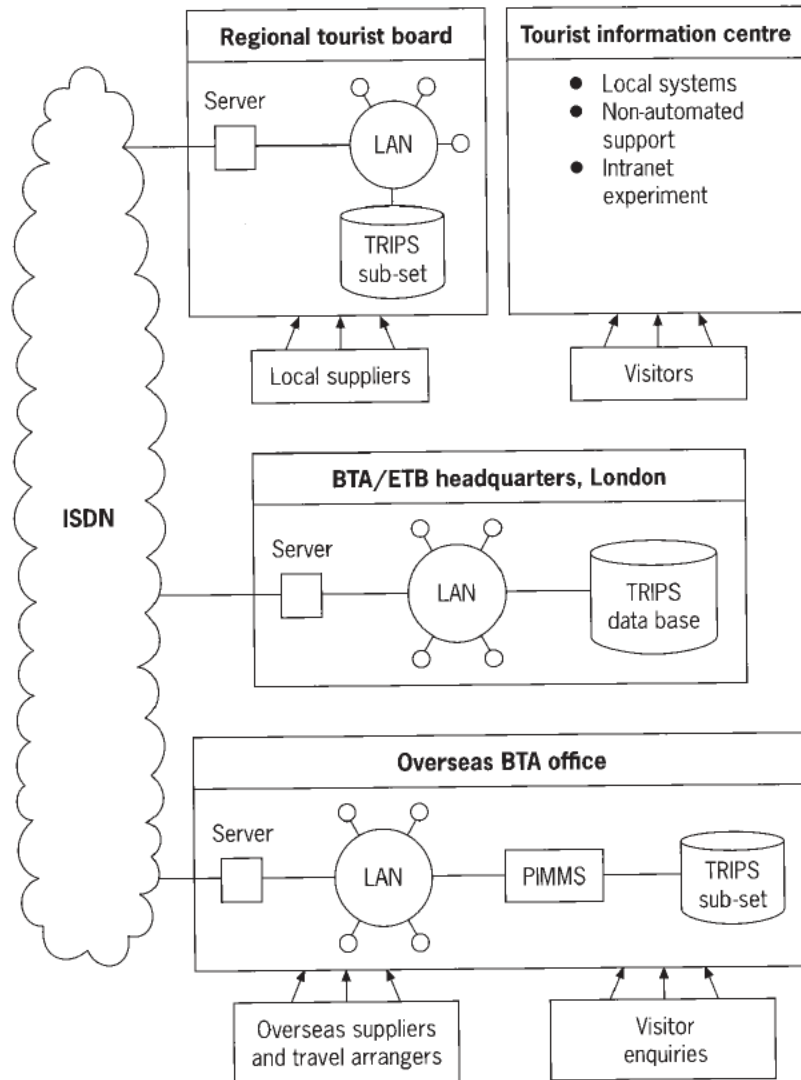 Regional tourist board
Server
LAN
TRIPS
sub-set
Local suppliers
Tourist information centre
● Local systems
● Non-automated
support
● Intranet
experiment
Visitors
ISDN
BTA/ETB headquarters, London
Server
LAN
TRIPS
data base
Overseas BTA office
Server
LAN
PIMMS
TRIPS
sub-set
Overseas suppliers
and travel arrangers
Visitor
enquiries